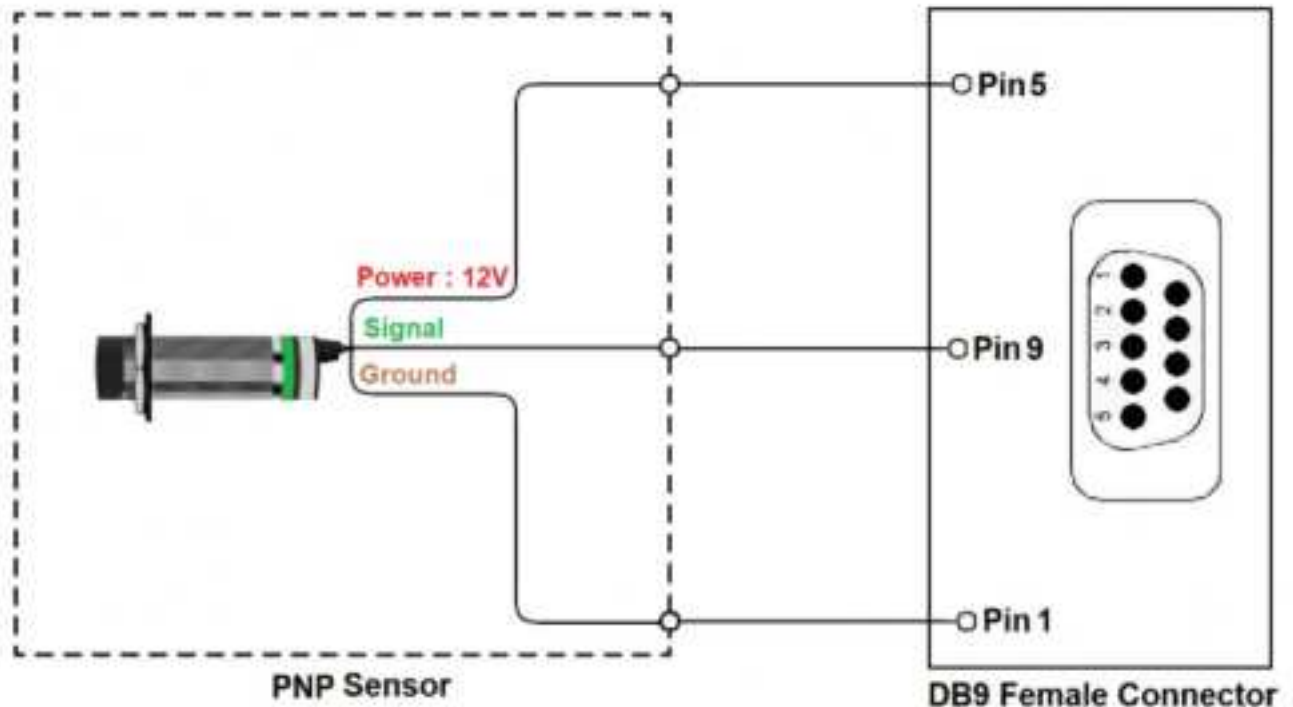 Pin 5
Power : 12V
Signal
Pin 9
Ground
1
2
3
4
5
Pin 1
PNP Sensor
DB9 Female Connector